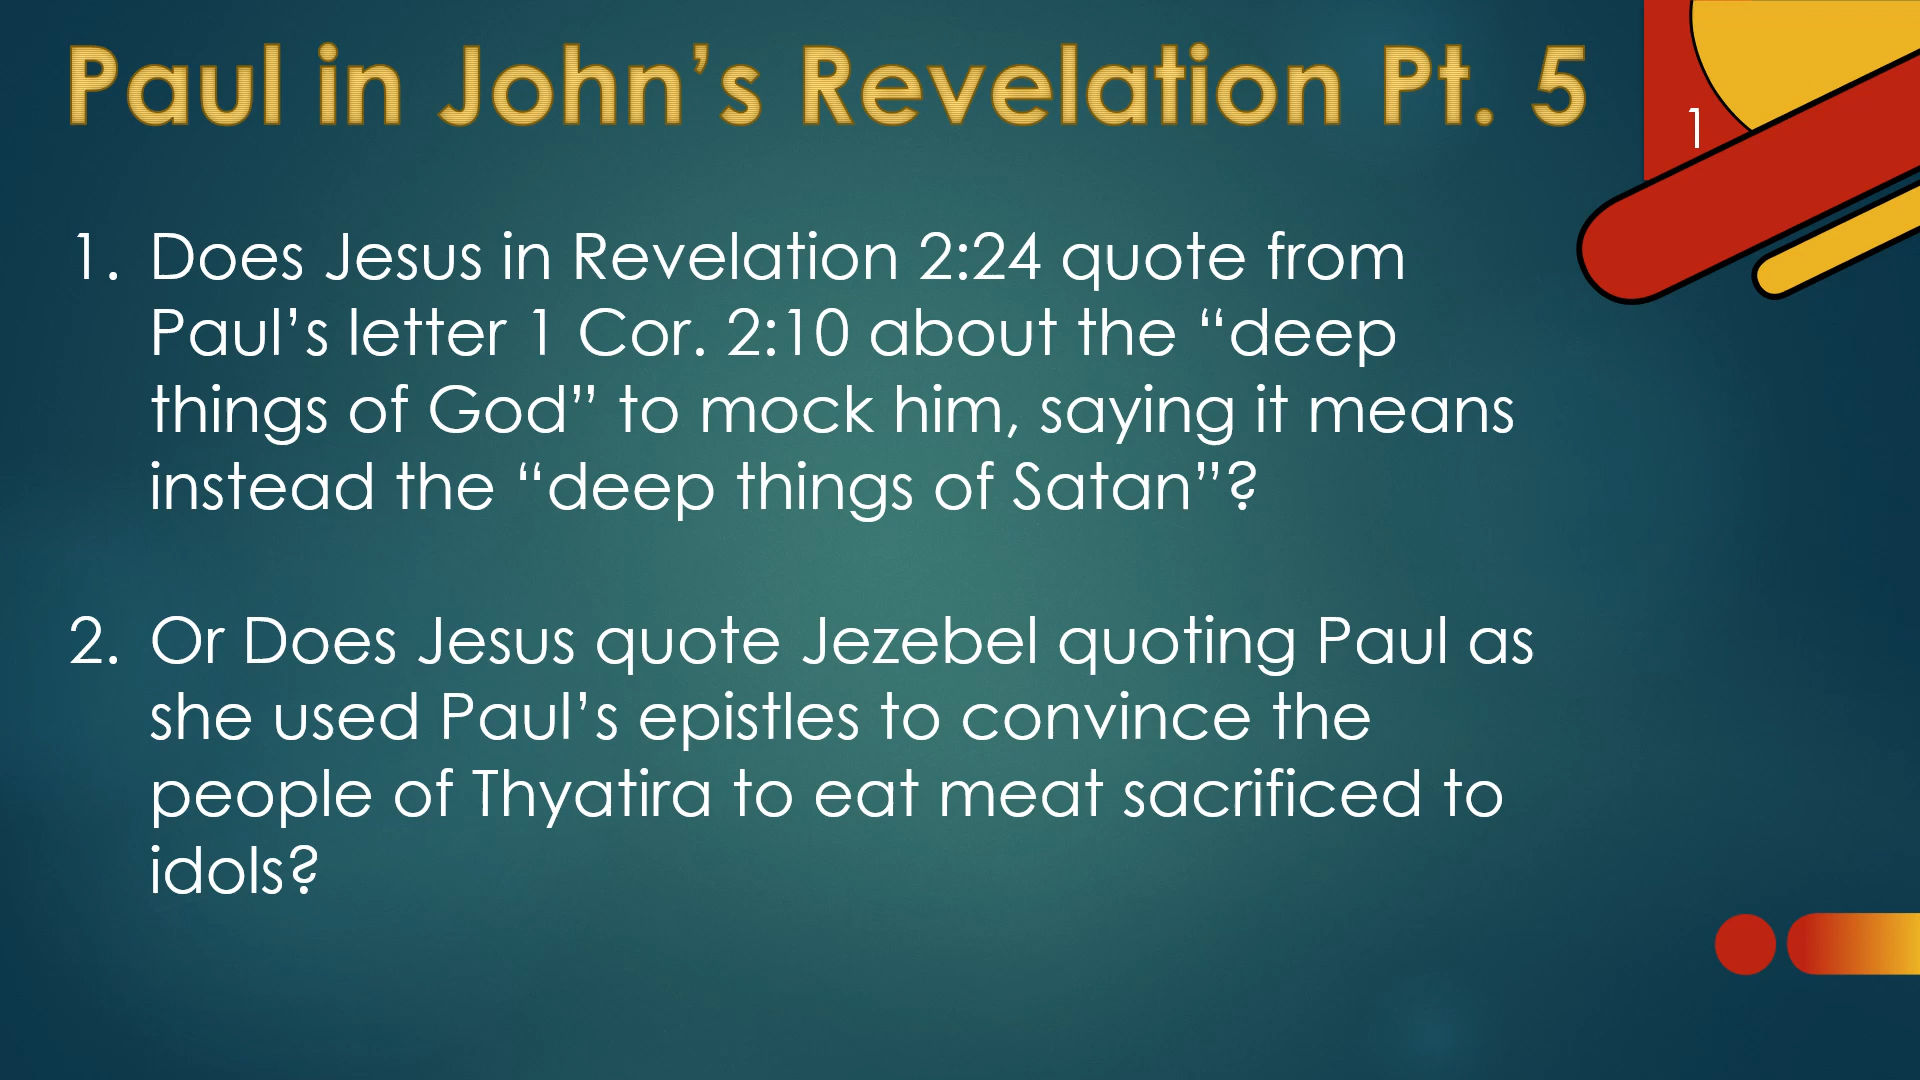 Paul in John’s Revelation Pt. 5
1
1. Does Jesus in Revelation 2:24 quote from
Paul’s letter 1 Cor. 2:10 about the “deep
things of God” to mock him, saying it means
instead the “deep things of Satan”?
2. Or Does Jesus quote Jezebel quoting Paul as
she used Paul’s epistles to convince the
people of Thyatira to eat meat sacrificed to
idols?